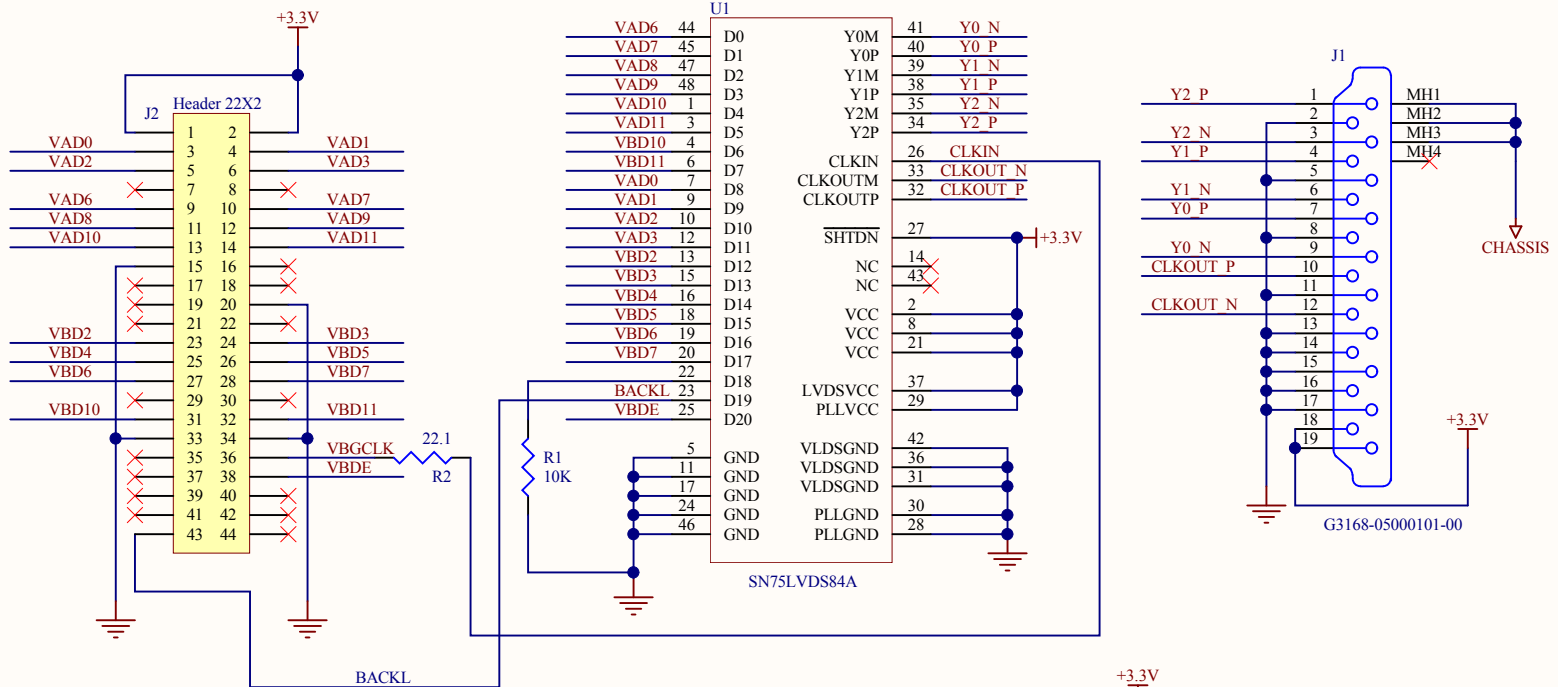 +3.3V
J2 Header 22X2
1 2
VAD0 3 4 VAD1
VAD2 5 6 VAD3
7 8
VAD6 9 10 VAD7
VAD8 11 12 VAD9
VAD10 13 14 VAD11
15 16
17 18
19 20
21 22
VBD2 23 24 VBD3
VBD4 25 26 VBD5
VBD6 27 28 VBD7
29 30
VBD10 31 32 VBD11
33 34
35 36 VBGCLK 22.1
37 38 VBDE R2
39 40
41 42
43 44
BACKL
U1
VAD6 44 D0 Y0M 41 Y0_N
VAD7 45 D1 Y0P 40 Y0_P
VAD8 47 D2 Y1M 39 Y1_N
VAD9 48 D3 Y1P 38 Y1_P
VAD10 1 D4 Y2M 35 Y2_N
VAD11 3 D5 Y2P 34 Y2_P
VBD10 4 D6
VBD11 6 D7 CLKIN 26 CLKIN
VAD0 7 D8 CLKOUTM 33 CLKOUT_N
VAD1 9 D9 CLKOUTP 32 CLKOUT_P
VAD2 10 D10
VAD3 12 D11 SHTDN 27 +3.3V
VBD2 13 D12 NC 14
VBD3 15 D13 NC 43
VBD4 16 D14 VCC 2
VBD5 18 D15 VCC 8
VBD6 19 D16 VCC 21
VBD7 20 D17
22 D18 LVDSVCC 37
BACKL 23 D19 PLLVCC 29
VBDE 25 D20
R1
10K
5 GND VLDSGND 42
11 GND VLDSGND 36
17 GND VLDSGND 31
24 GND PLLGND 30
46 GND PLLGND 28
SN75LVDS84A
J1
Y2_P 1 MH1
2 MH2
Y2_N 3 MH3
Y1_P 4 MH4
5
Y1_N 6
Y0_P 7
8
Y0_N 9
CLKOUT_P 10
11
CLKOUT_N 12
13
14
15
16
17
18
19
CHASSIS
+3.3V
G3168-05000101-00
+3.3V